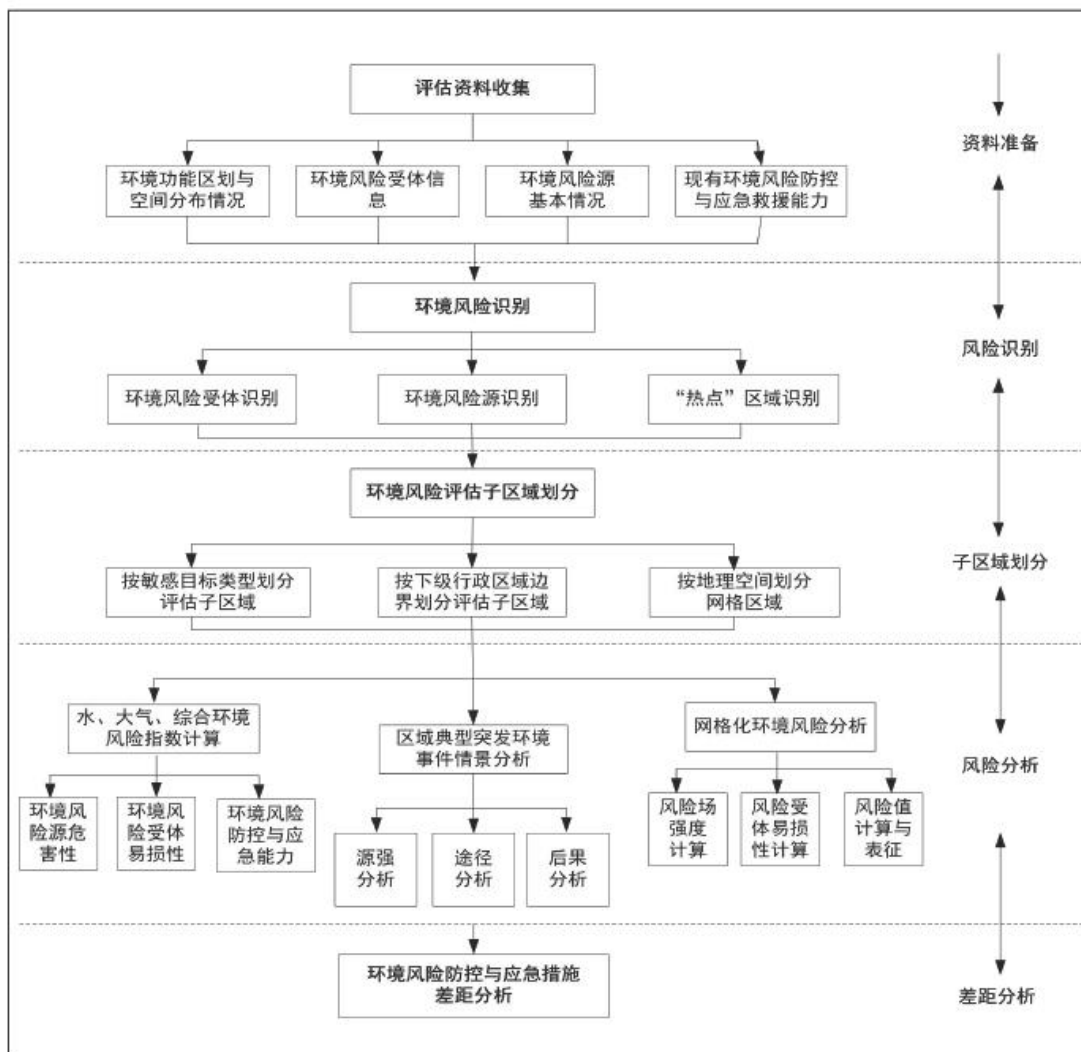 评估资料收集
资料准备
环境功能区划与
空间分布情况
环境风险受体信
息
环境风险源
基本情况
现有环境风险防控
与应急救援能力
环境风险识别
风险识别
环境风险受体识别
环境风险源识别
“热点”区域识别
环境风险评估子区域划分
子区域划分
按敏感目标类型划分
评估子区域
按下级行政区域边
界划分评估子区域
按地理空间划分
网格区域
水、大气、综合环境
风险指数计算
区域典型突发环境
事件情景分析
网格化环境风险分析
风险分析
环境风
险源危
害性
环境风
险受体
易损性
环境风险
防控与应
急能力
源强
分析
途径
分析
后果
分析
风险场
强度
计算
风险受
体易损
性计算
风险值
计算与
表征
环境风险防控与应急措施
差距分析
差距分析